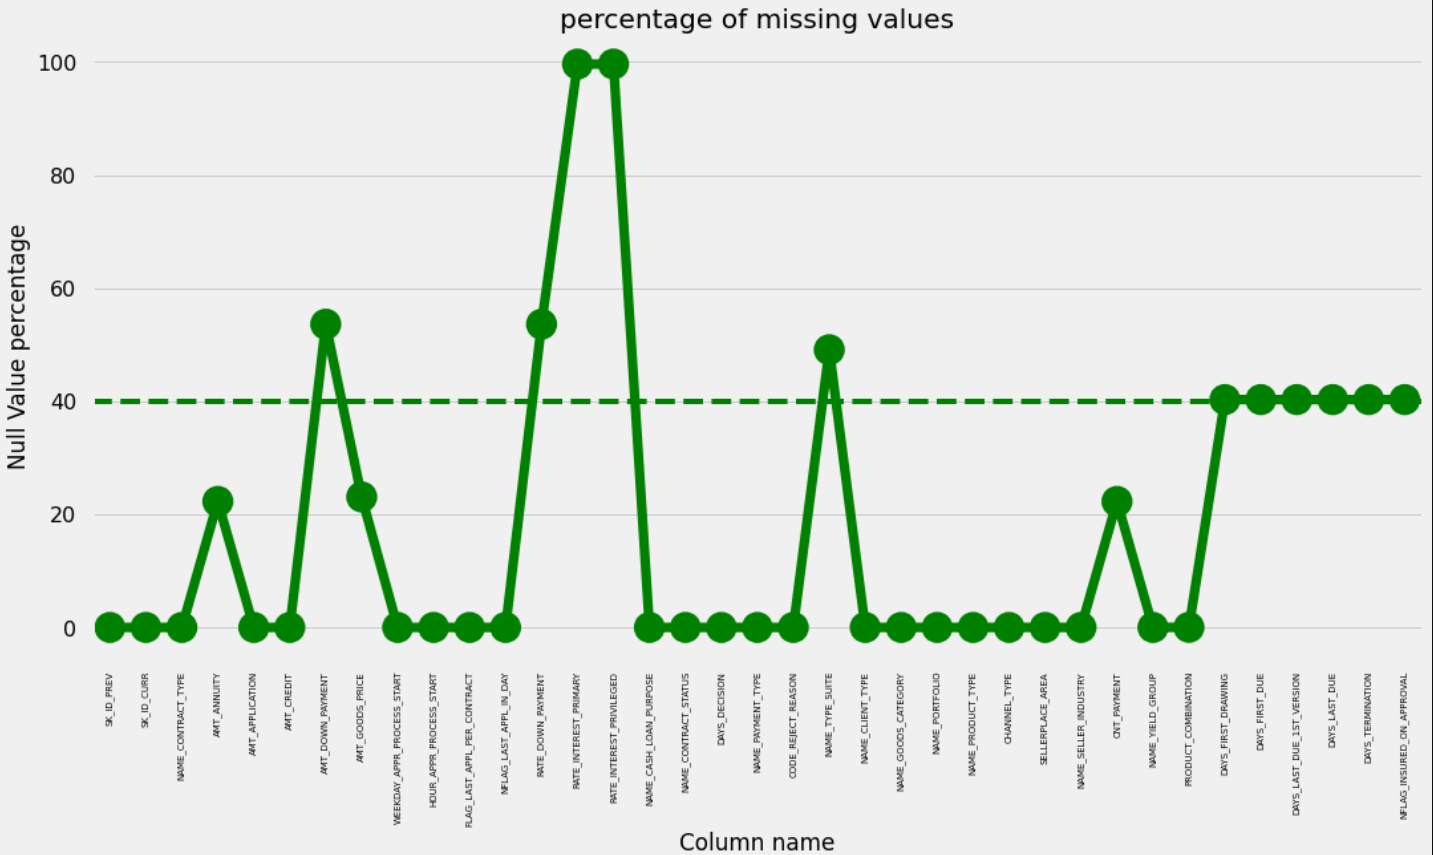 percentage of missing values
100
80
60
40
20
0
Null Value percentage
SK_ID_PREV
SK_ID_CURR
NAME_CONTRACT_TYPE
AMT_ANNUITY
AMT_APPLICATION
AMT_CREDIT
AMT_DOWN_PAYMENT
AMT_GOODS_PRICE
WEEKDAY_APPR_PROCESS_START
HOUR_APPR_PROCESS_START
FLAG_LAST_APPL_PER_CONTRACT
NFLAG_LAST_APPL_IN_DAY
RATE_DOWN_PAYMENT
RATE_INTEREST_PRIMARY
RATE_INTEREST_PRIVILEGED
NAME_CASH_LOAN_PURPOSE
NAME_CONTRACT_STATUS
DAYS_DECISION
NAME_PAYMENT_TYPE
CODE_REJECT_REASON
NAME_TYPE_SUITE
NAME_CLIENT_TYPE
NAME_GOODS_CATEGORY
NAME_PORTFOLIO
NAME_PRODUCT_TYPE
CHANNEL_TYPE
SELLERPLACE_AREA
NAME_SELLER_INDUSTRY
CNT_PAYMENT
NAME_YIELD_GROUP
PRODUCT_COMBINATION
DAYS_FIRST_DRAWING
DAYS_FIRST_DUE
DAYS_LAST_DUE_1ST_VERSION
DAYS_LAST_DUE
DAYS_TERMINATION
NFLAG_INSURED_ON_APPROVAL
Column name